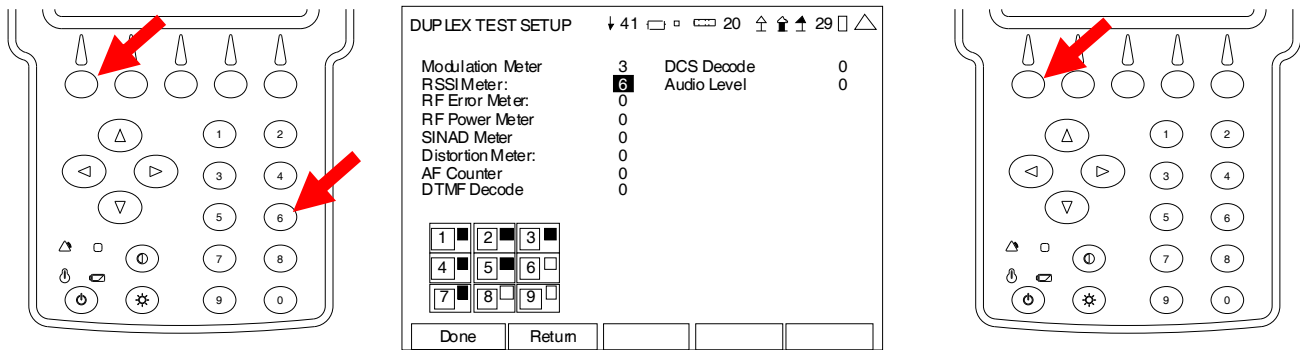 1 2
3 4
5 6
7 8
9 0
DUPLEX TEST SETUP 41 20 29
Modulation Meter 3 DCS Decode 0
RSSI Meter: 6 Audio Level 0
RF Error Meter: 0
RF Power Meter 0
SINAD Meter 0
Distortion Meter: 0
AF Counter 0
DTMF Decode 0
1 2 3
4 5 6
7 8 9
Done Return
1 2
3 4
5 6
7 8
9 0